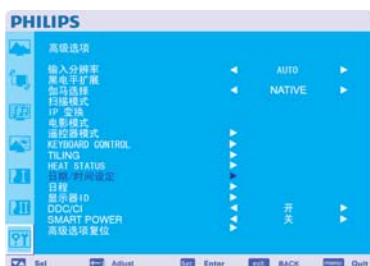 PHILIPS
高级选项
输入分辨率 AUTO
黑电平扩展
伽马选择 NATIVE
扫描模式
IP 变换
电影模式
遥控器模式
KEYBOARD CONTROL
TILING
HEAT STATUS
日期/时间设定
日程
显示器ID
DDC/CI 开
SMART POWER 关
高级选项复位
Sel Adjust Enter exit BACK menu Quit